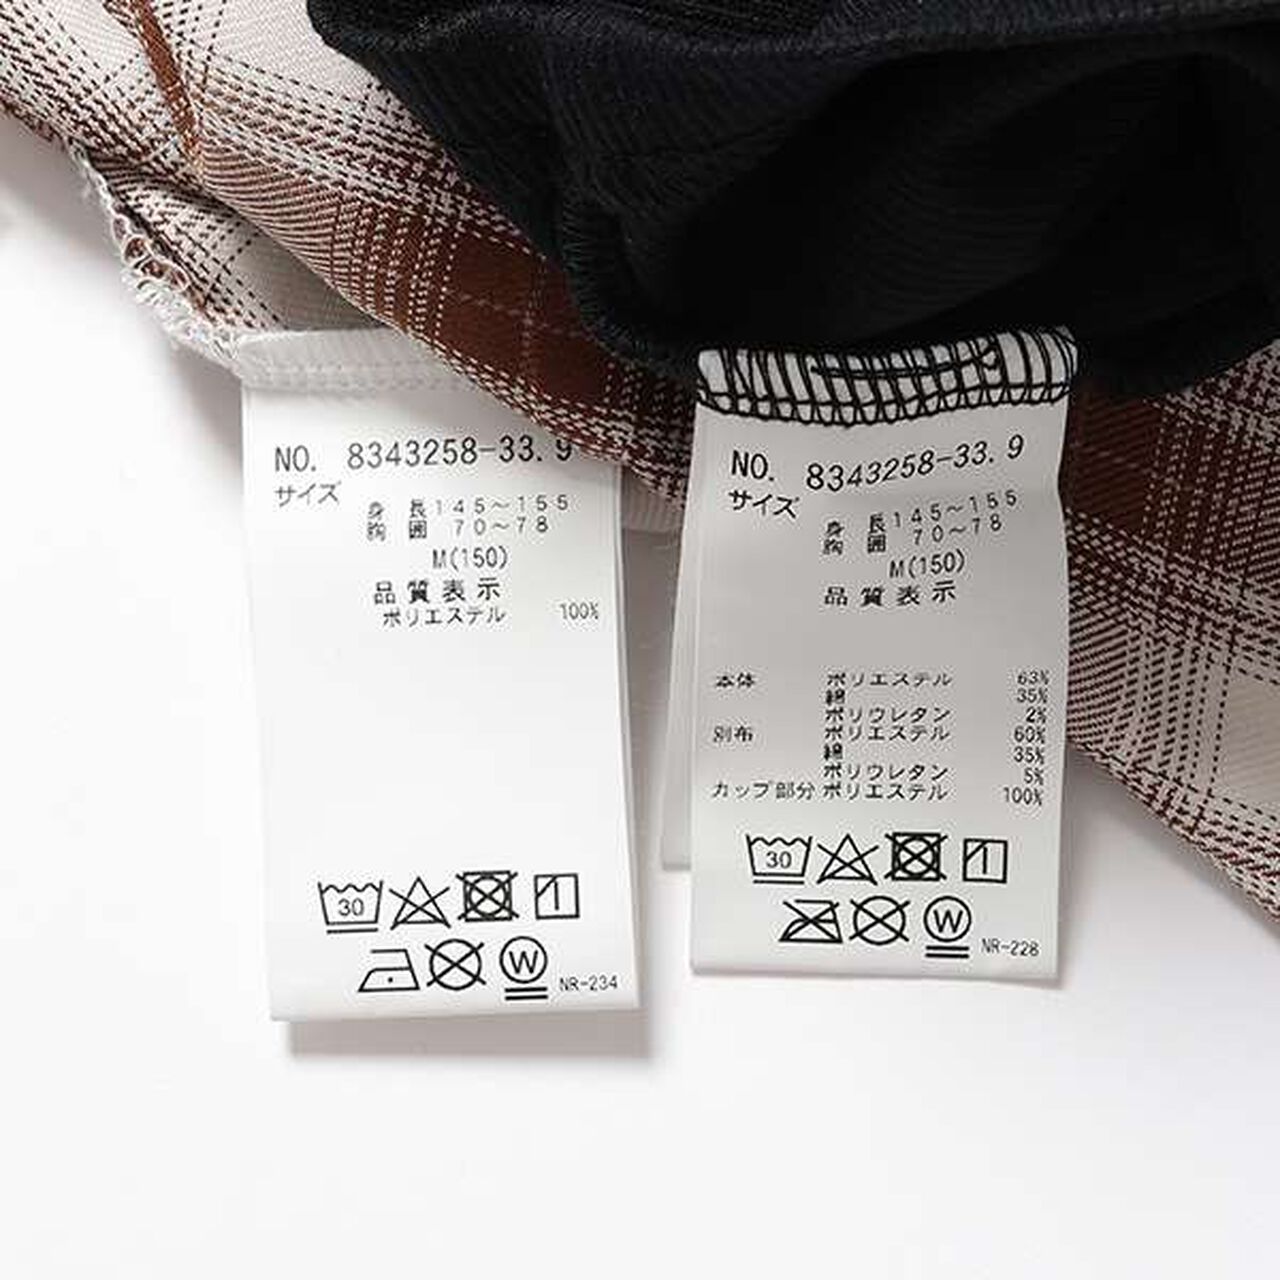 NO. 8343258-33. 9
サイズ
身 長145～155
胸 囲 70～78
M(150)
品質表示
ポリエステル 100%
30
W
NR-234
NO. 8343258-33. 9
サイズ
身 長145～155
胸 囲 70～78
M(150)
品質表示
本体 ポリエステル 63%
綿 35%
ポリウレタン 2%
別布 ポリエステル 60%
綿 35%
ポリウレタン 5%
カップ部分 ポリエステル 100%
30
W
NR-228